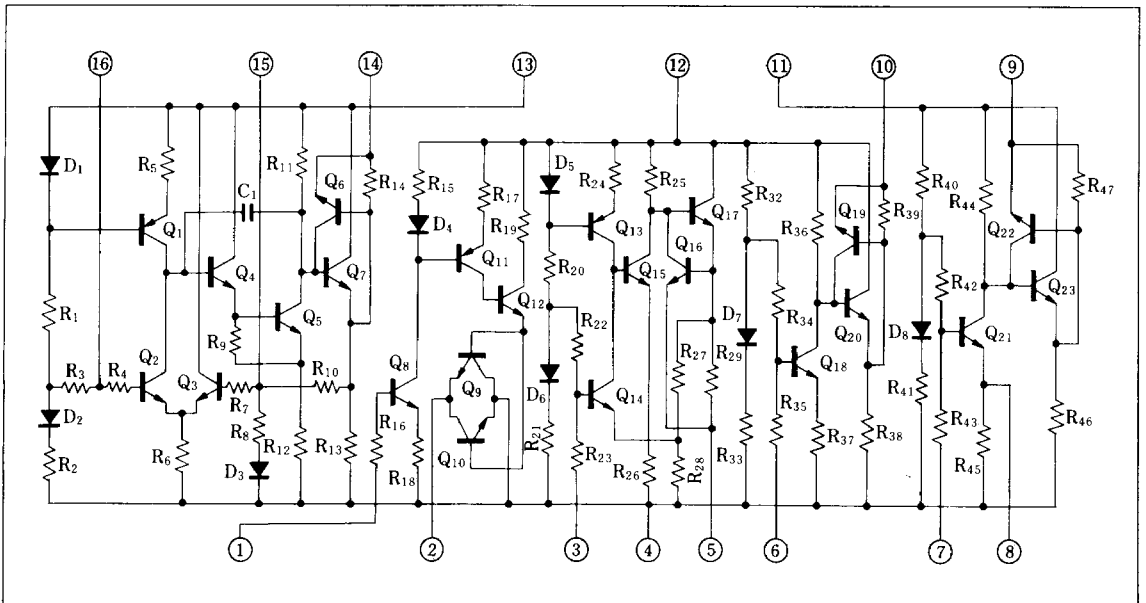 ⑯ ⑮ ⑭ ⑬ ⑫ ⑪ ⑩ ⑨
D₁ R₅ R₁₁ C₁ Q₆ R₁₄ R₁₅ D₄ R₁₇ R₁₉ D₅ R₂₄ R₂₅ Q₁₇ R₃₂ R₃₆ Q₁₉ R₃₉ R₄₀ R₄₄ R₄₇
Q₁ Q₄ Q₇ Q₁₁ Q₁₂ Q₁₃ Q₁₅ Q₁₆ Q₂₂ Q₂₃
R₁ R₉ Q₅ R₂₀ R₂₂ D₇ R₃₄ Q₂₀ R₄₂ D₈ Q₂₁
R₃ R₄ Q₂ Q₃ R₇ R₁₀ Q₈ Q₉ D₆ Q₁₄ R₂₇ R₂₉ Q₁₈
D₂ R₂ R₆ R₈ D₃ R₁₂ R₁₃ R₁₆ R₁₈ Q₁₀ R₂₁ R₂₃ R₂₆ R₂₈ R₃₃ R₃₅ R₃₇ R₃₈ R₄₁ R₄₃ R₄₅ R₄₆
① ② ③ ④ ⑤ ⑥ ⑦ ⑧